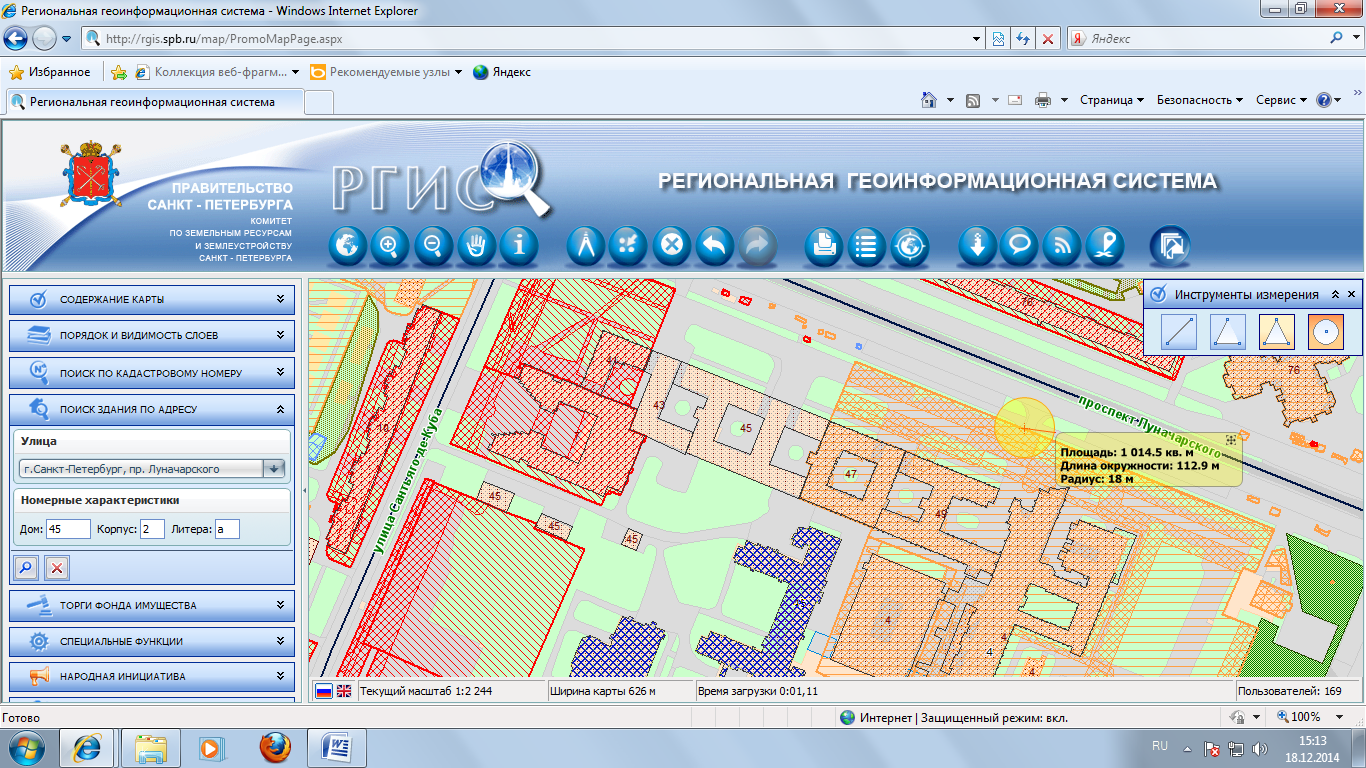 Региональная геоинформационная система - Windows Internet Explorer
http://rgis.spb.ru/map/PromoMapPage.aspx
Яндекс
Избранное
Коллекция веб-фрагм...
Рекомендуемые узлы
Яндекс
Региональная геоинформационная система
Страница
Безопасность
Сервис
ПРАВИТЕЛЬСТВО
САНКТ - ПЕТЕРБУРГА
КОМИТЕТ
ПО ЗЕМЕЛЬНЫМ РЕСУРСАМ
И ЗЕМЛЕУСТРОЙСТВУ
САНКТ - ПЕТЕРБУРГА
РГИС
РЕГИОНАЛЬНАЯ ГЕОИНФОРМАЦИОННАЯ СИСТЕМА
СОДЕРЖАНИЕ КАРТЫ
ПОРЯДОК И ВИДИМОСТЬ СЛОЕВ
ПОИСК ПО КАДАСТРОВОМУ НОМЕРУ
ПОИСК ЗДАНИЯ ПО АДРЕСУ
Улица
г.Санкт-Петербург, пр. Луначарского
Номерные характеристики
Дом: 45 Корпус: 2 Литера: а
ТОРГИ ФОНДА ИМУЩЕСТВА
СПЕЦИАЛЬНЫЕ ФУНКЦИИ
НАРОДНАЯ ИНИЦИАТИВА
Инструменты измерения
76
проспект Луначарского
улица Сантьяго-де-Куба
43
45
47
49
45
45
45
4
4
4
Площадь: 1 014.5 кв. м
Длина окружности: 112.9 м
Радиус: 18 м
Текущий масштаб 1:2 244
Ширина карты 626 м
Время загрузки 0:01,11
Пользователей: 169
Готово
Интернет | Защищенный режим: вкл.
100%
RU
15:13
18.12.2014